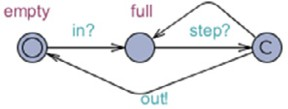 empty full
in? step?
C
out!